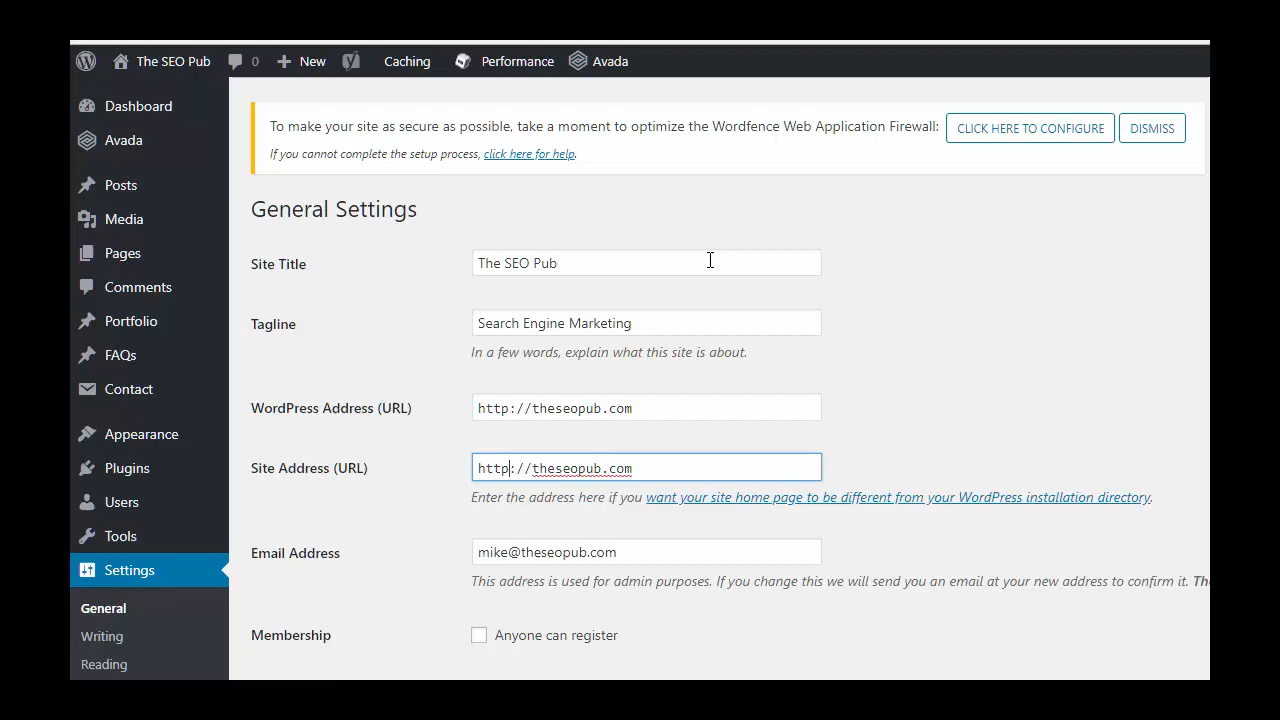 The SEO Pub 0 New Caching Performance Avada
Dashboard
Avada
Posts
Media
Pages
Comments
Portfolio
FAQs
Contact
Appearance
Plugins
Users
Tools
Settings
General
Writing
Reading
To make your site as secure as possible, take a moment to optimize the Wordfence Web Application Firewall: CLICK HERE TO CONFIGURE DISMISS
If you cannot complete the setup process, click here for help.
General Settings
Site Title The SEO Pub
Tagline Search Engine Marketing
In a few words, explain what this site is about.
WordPress Address (URL) http://theseopub.com
Site Address (URL) http://theseopub.com
Enter the address here if you want your site home page to be different from your WordPress installation directory.
Email Address mike@theseopub.com
This address is used for admin purposes. If you change this we will send you an email at your new address to confirm it. Th
Membership Anyone can register